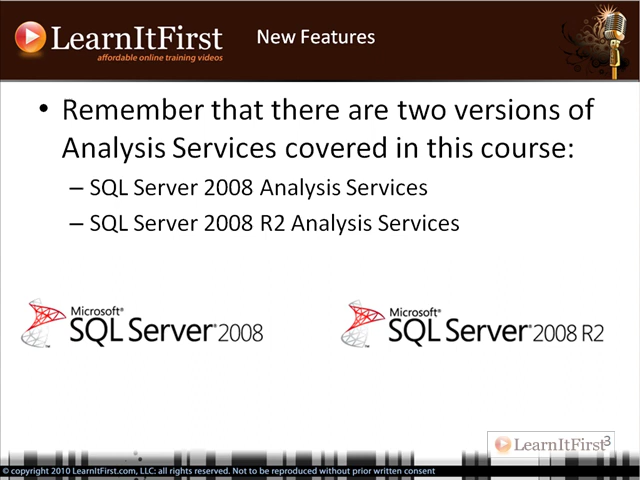 LearnItFirst
affordable online training videos
New Features
• Remember that there are two versions of
Analysis Services covered in this course:
– SQL Server 2008 Analysis Services
– SQL Server 2008 R2 Analysis Services
Microsoft®
SQL Server® 2008
Microsoft®
SQL Server® 2008 R2
LearnItFirst
3
© copyright 2010 LearnItFirst.com, LLC: all rights reserved. Not to be reproduced without prior written consent